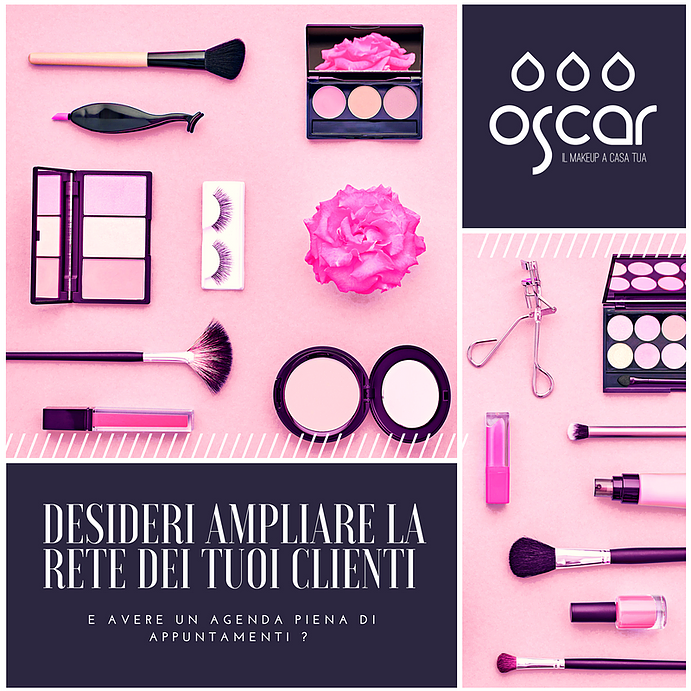 oscar
IL MAKEUP A CASA TUA
DESIDERI AMPLIARE LA
RETE DEI TUOI CLIENTI
E AVERE UN AGENDA PIENA DI
APPUNTAMENTI ?